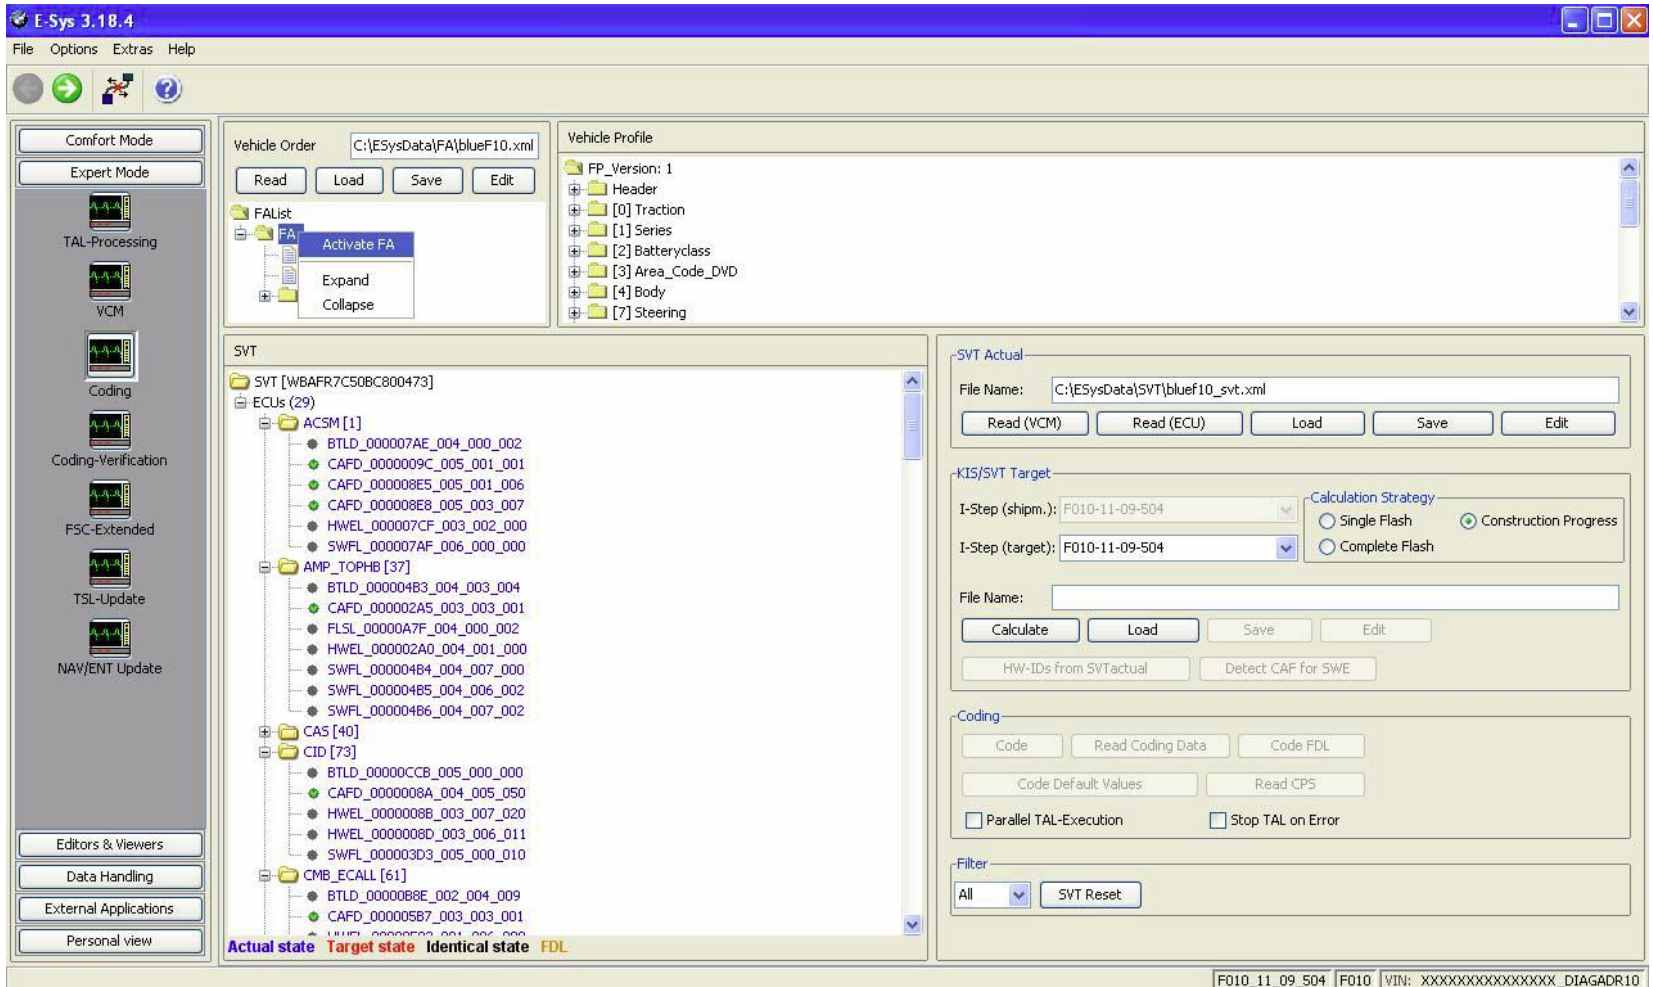 E-Sys 3.18.4
File Options Extras Help
Comfort Mode
Expert Mode
TAL-Processing
VCM
Coding
Coding-Verification
FSC-Extended
TSL-Update
NAV/ENT Update
Editors & Viewers
Data Handling
External Applications
Personal view
Vehicle Order C:\ESysData\FA\blueF10.xml
Read Load Save Edit
FAList
FA
Activate FA
Expand
Collapse
Vehicle Profile
FP_Version: 1
Header
[0] Traction
[1] Series
[2] Batteryclass
[3] Area_Code_DVD
[4] Body
[7] Steering
SVT
SVT [WBAFR7C50BC800473]
ECUs (29)
ACSM [1]
BTLD_000007AE_004_000_002
CAFD_0000009C_005_001_001
CAFD_000008E5_005_001_006
CAFD_000008E8_005_003_007
HWEL_000007CF_003_002_000
SWFL_000007AF_006_000_000
AMP_TOPHB [37]
BTLD_000004B3_004_003_004
CAFD_000002A5_003_003_001
FLSL_00000A7F_004_000_002
HWEL_000002A0_004_001_000
SWFL_000004B4_004_007_000
SWFL_000004B5_004_006_002
SWFL_000004B6_004_007_002
CAS [40]
CID [73]
BTLD_00000CCB_005_000_000
CAFD_0000008A_004_005_050
HWEL_0000008B_003_007_020
HWEL_0000008D_003_006_011
SWFL_000003D3_005_000_010
CMB_ECALL [61]
BTLD_00000B8E_002_004_009
CAFD_000005B7_003_003_001
Actual state Target state Identical state FDL
SVT Actual
File Name: C:\ESysData\SVT\bluef10_svt.xml
Read (VCM) Read (ECU) Load Save Edit
KIS/SVT Target
I-Step (shipm.): F010-11-09-504
I-Step (target): F010-11-09-504
Calculation Strategy
Single Flash Construction Progress
Complete Flash
File Name:
Calculate Load Save Edit
HW-IDs from SVTactual Detect CAF for SWE
Coding
Code Read Coding Data Code FDL
Code Default Values Read CPS
Parallel TAL-Execution Stop TAL on Error
Filter
All SVT Reset
F010_11_09_504 F010 VIN: XXXXXXXXXXXXXXX_DIAGADR10